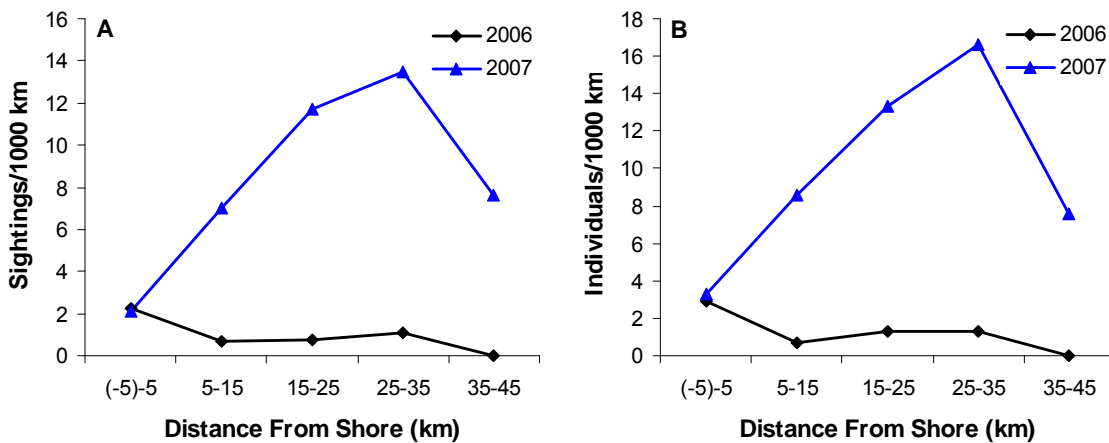 A
2006
2007
16
14
12
10
8
6
4
2
0
Sightings/1000 km
(-5)-5 5-15 15-25 25-35 35-45
Distance From Shore (km)
B
2006
2007
18
16
14
12
10
8
6
4
2
0
Individuals/1000 km
(-5)-5 5-15 15-25 25-35 35-45
Distance From Shore (km)